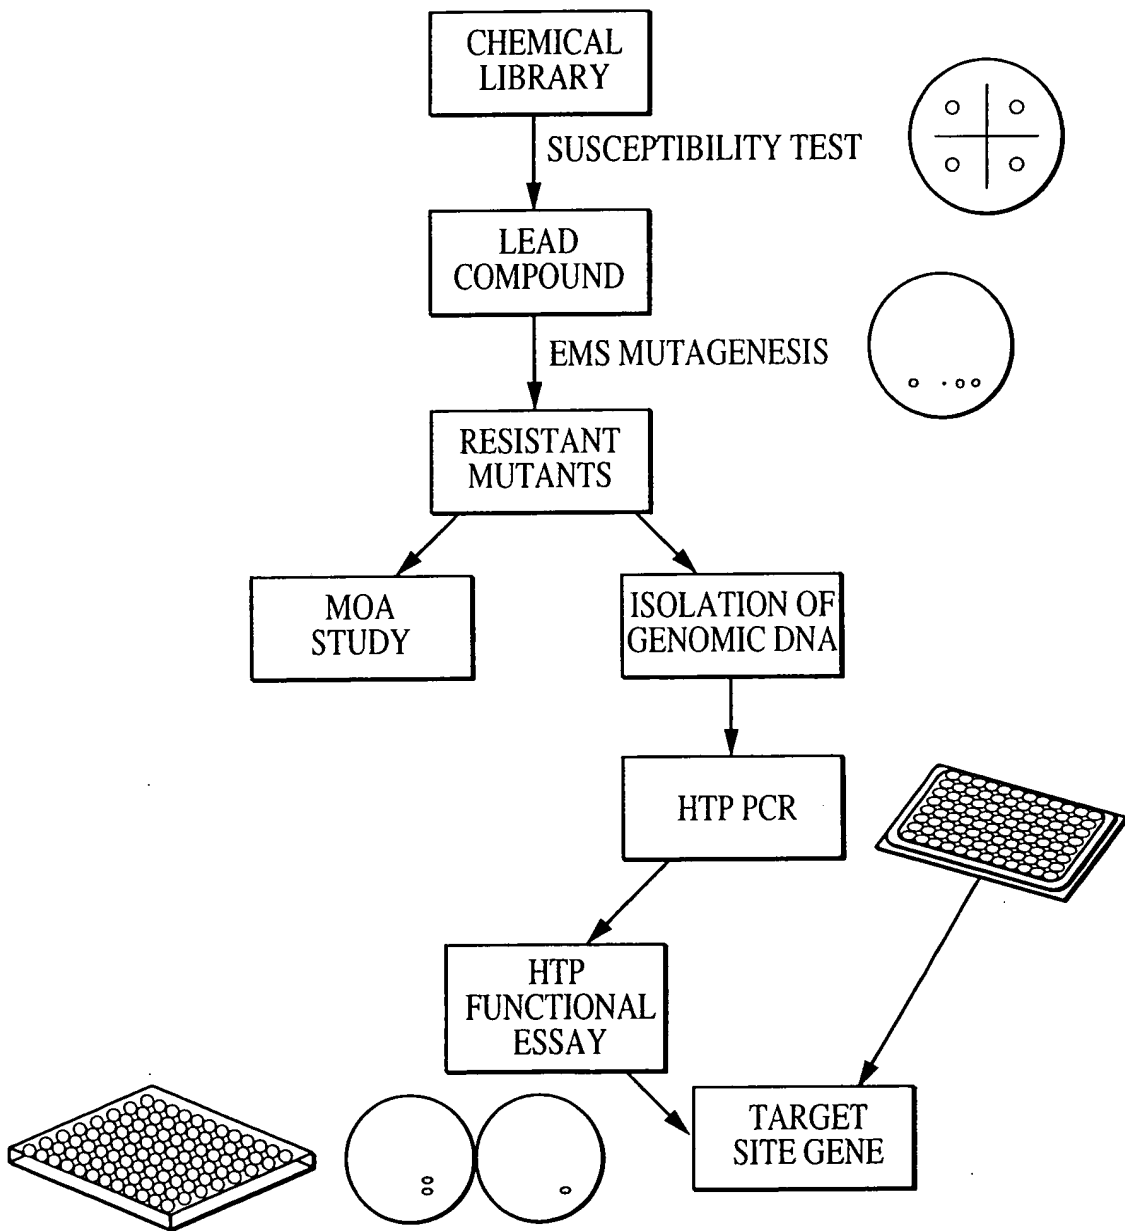 CHEMICAL
LIBRARY
SUSCEPTIBILITY TEST
LEAD
COMPOUND
EMS MUTAGENESIS
RESISTANT
MUTANTS
MOA
STUDY
ISOLATION OF
GENOMIC DNA
HTP PCR
HTP
FUNCTIONAL
ESSAY
TARGET
SITE GENE